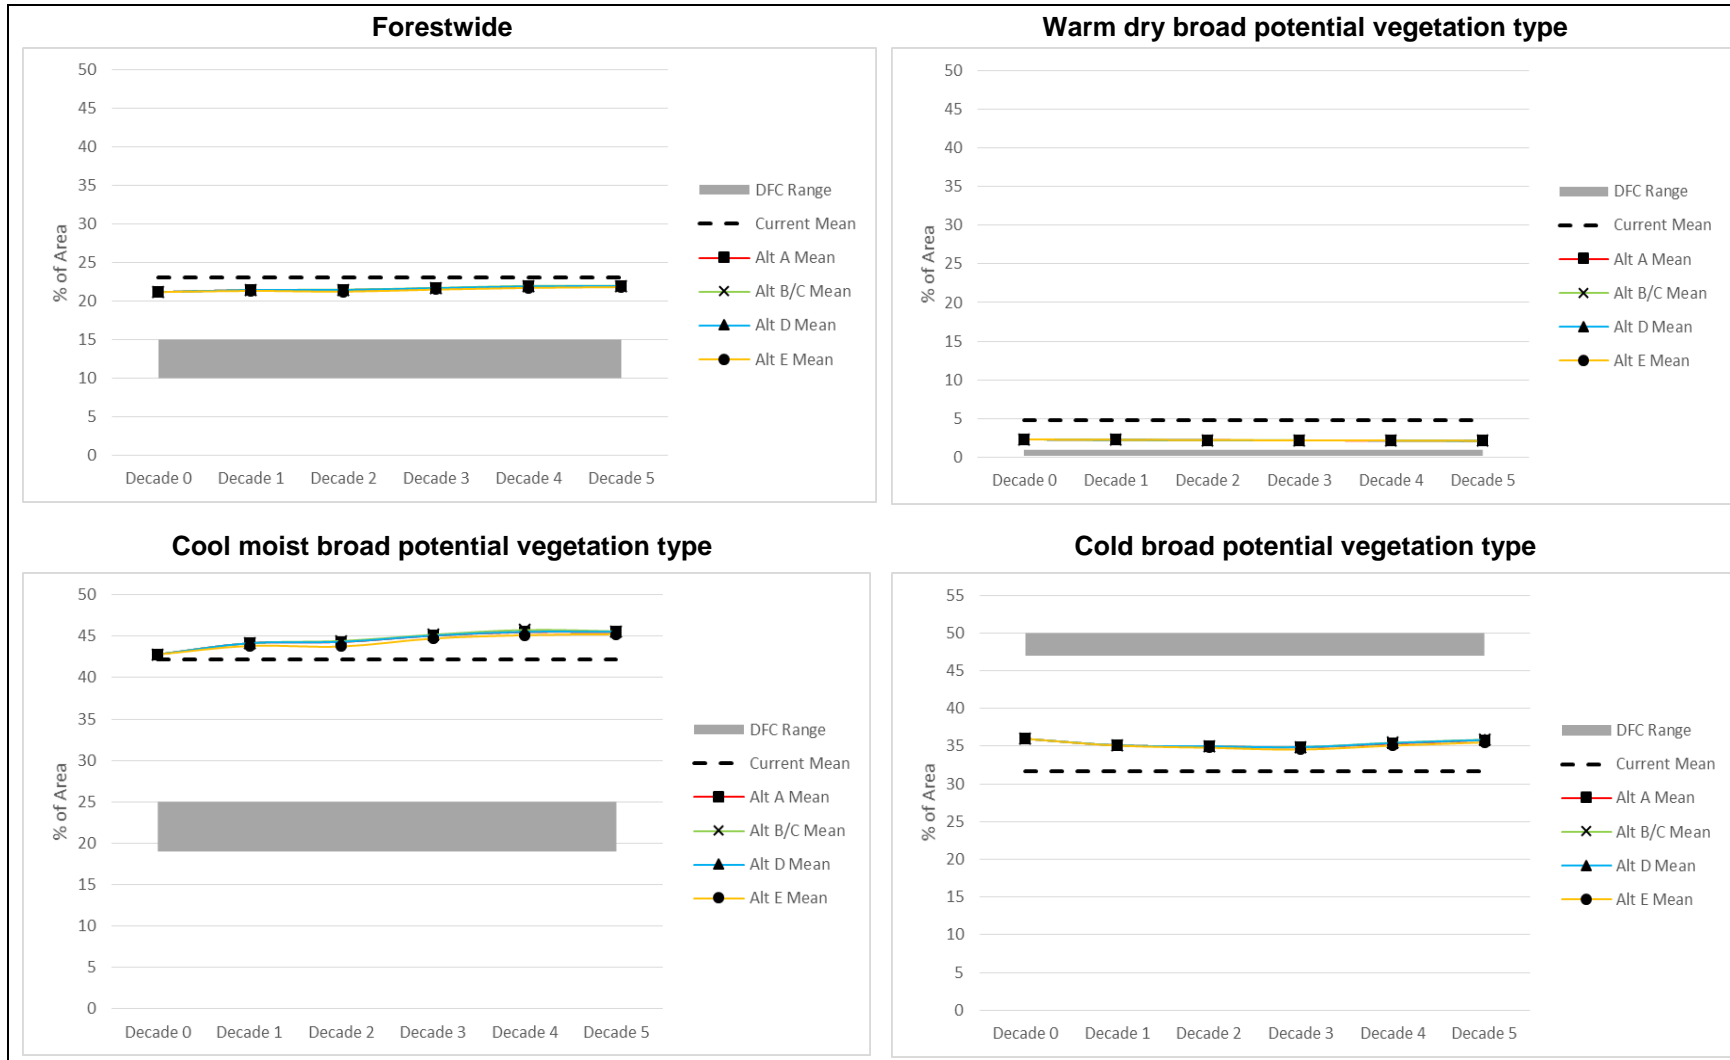 Forestwide
50
45
40
35
30
25
20
15
10
5
0
% of Area
Decade 0 Decade 1 Decade 2 Decade 3 Decade 4 Decade 5
DFC Range
Current Mean
Alt A Mean
Alt B/C Mean
Alt D Mean
Alt E Mean
Warm dry broad potential vegetation type
50
45
40
35
30
25
20
15
10
5
0
% of Area
Decade 0 Decade 1 Decade 2 Decade 3 Decade 4 Decade 5
DFC Range
Current Mean
Alt A Mean
Alt B/C Mean
Alt D Mean
Alt E Mean
Cool moist broad potential vegetation type
50
45
40
35
30
25
20
15
10
5
0
% of Area
Decade 0 Decade 1 Decade 2 Decade 3 Decade 4 Decade 5
DFC Range
Current Mean
Alt A Mean
Alt B/C Mean
Alt D Mean
Alt E Mean
Cold broad potential vegetation type
55
50
45
40
35
30
25
20
15
10
5
0
% of Area
Decade 0 Decade 1 Decade 2 Decade 3 Decade 4 Decade 5
DFC Range
Current Mean
Alt A Mean
Alt B/C Mean
Alt D Mean
Alt E Mean